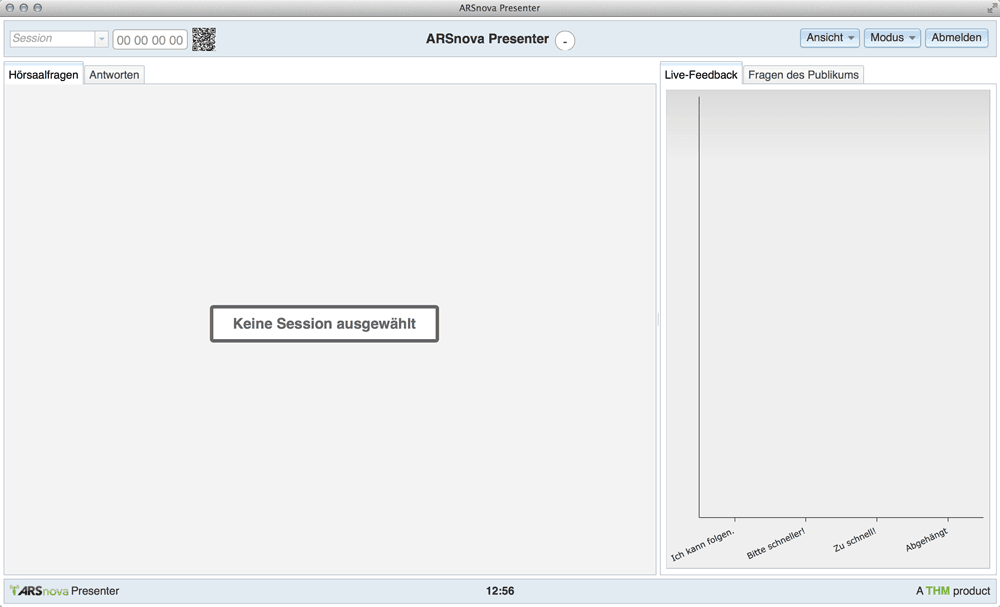 ARSnova Presenter
Session
00 00 00 00
ARSnova Presenter -
Ansicht
Modus
Abmelden
Hörsaalfragen
Antworten
Live-Feedback
Fragen des Publikums
Keine Session ausgewählt
Ich kann folgen.
Bitte schneller!
Zu schnell!
Abgehängt
ARSnova Presenter
12:56
A THM product